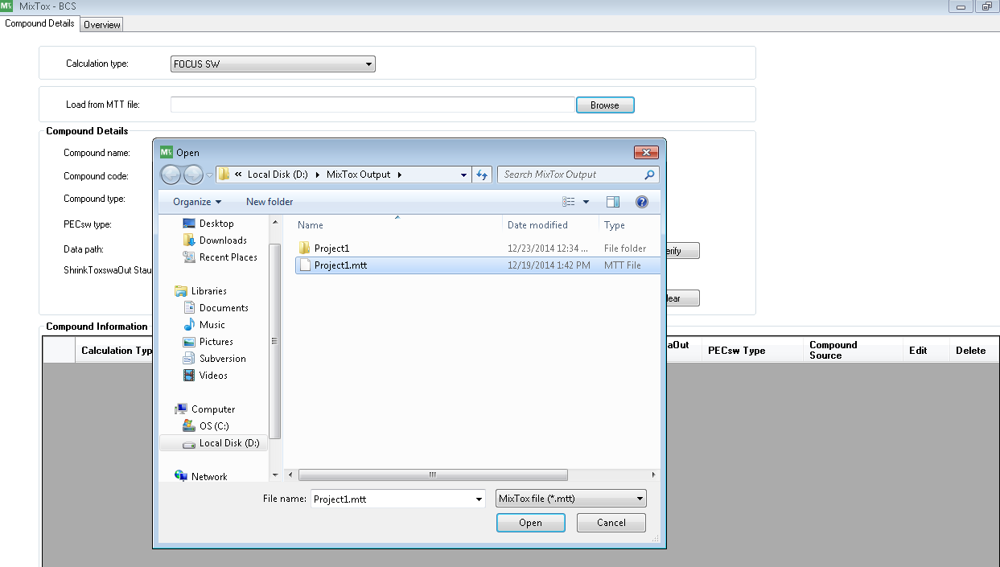 MixTox - BCS
Compound Details Overview
Calculation type: FOCUS SW
Load from MTT file: Browse
Compound Details
Compound name:
Compound code:
Compound type:
PECsw type:
Data path:
ShrinkToxswaOut Stau
erify
lear
Open
« Local Disk (D:) MixTox Output Search MixTox Output
Organize New folder
Name Date modified Type
Desktop
Downloads
Recent Places
Libraries
Documents
Music
Pictures
Subversion
Videos
Computer
OS (C:)
Local Disk (D:)
Network
Project1 12/23/2014 12:34 ... File folder
Project1.mtt 12/19/2014 1:42 PM MTT File
File name: Project1.mtt MixTox file (*.mtt)
Open Cancel
Compound Information
Calculation Typ waOut PECsw Type Compound Source Edit Delete